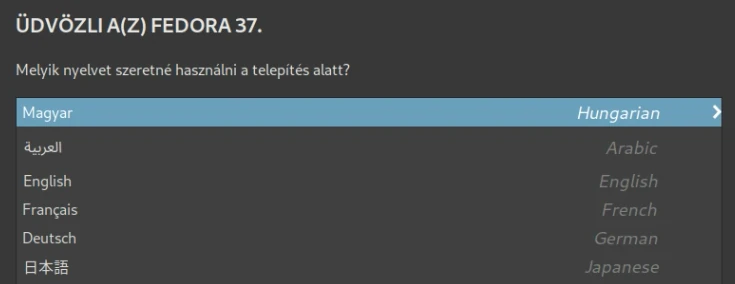 ÜDVÖZLI A(Z) FEDORA 37.
Melyik nyelvet szeretné használni a telepítés alatt?
Magyar Hungarian
العربية Arabic
English English
Français French
Deutsch German
日本語 Japanese